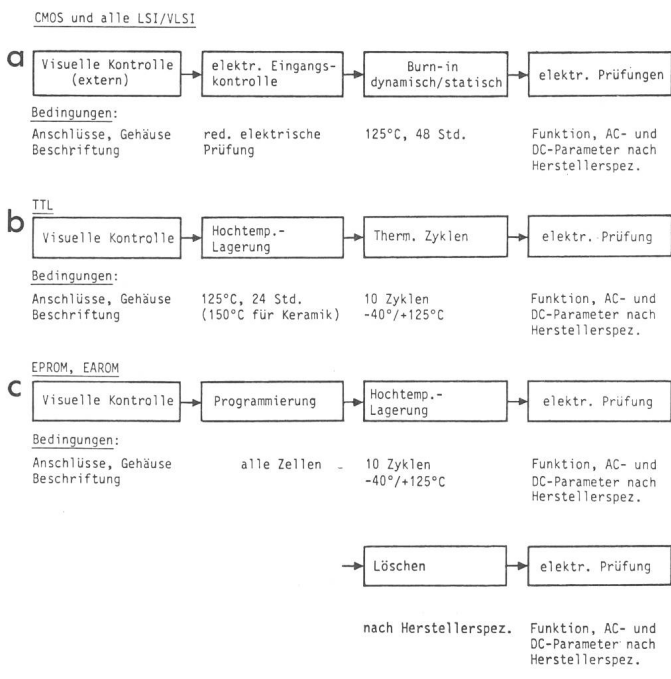 CMOS und alle LSI/VLSI
a
Visuelle Kontrolle
(extern)
elektr. Eingangs-
kontrolle
Burn-in
dynamisch/statisch
elektr. Prüfungen
Bedingungen:
Anschlüsse, Gehäuse
Beschriftung
red. elektrische
Prüfung
125°C, 48 Std.
Funktion, AC- und
DC-Parameter nach
Herstellerspez.
TTL
b
Visuelle Kontrolle
Hochtemp.-
Lagerung
Therm. Zyklen
elektr. Prüfung
Bedingungen:
Anschlüsse, Gehäuse
Beschriftung
125°C, 24 Std.
(150°C für Keramik)
10 Zyklen
-40°/+125°C
Funktion, AC- und
DC-Parameter nach
Herstellerspez.
EPROM, EAROM
c
Visuelle Kontrolle
Programmierung
Hochtemp.-
Lagerung
elektr. Prüfung
Bedingungen:
Anschlüsse, Gehäuse
Beschriftung
alle Zellen
10 Zyklen
-40°/+125°C
Funktion, AC- und
DC-Parameter nach
Herstellerspez.
Löschen
elektr. Prüfung
nach Herstellerspez.
Funktion, AC- und
DC-Parameter nach
Herstellerspez.